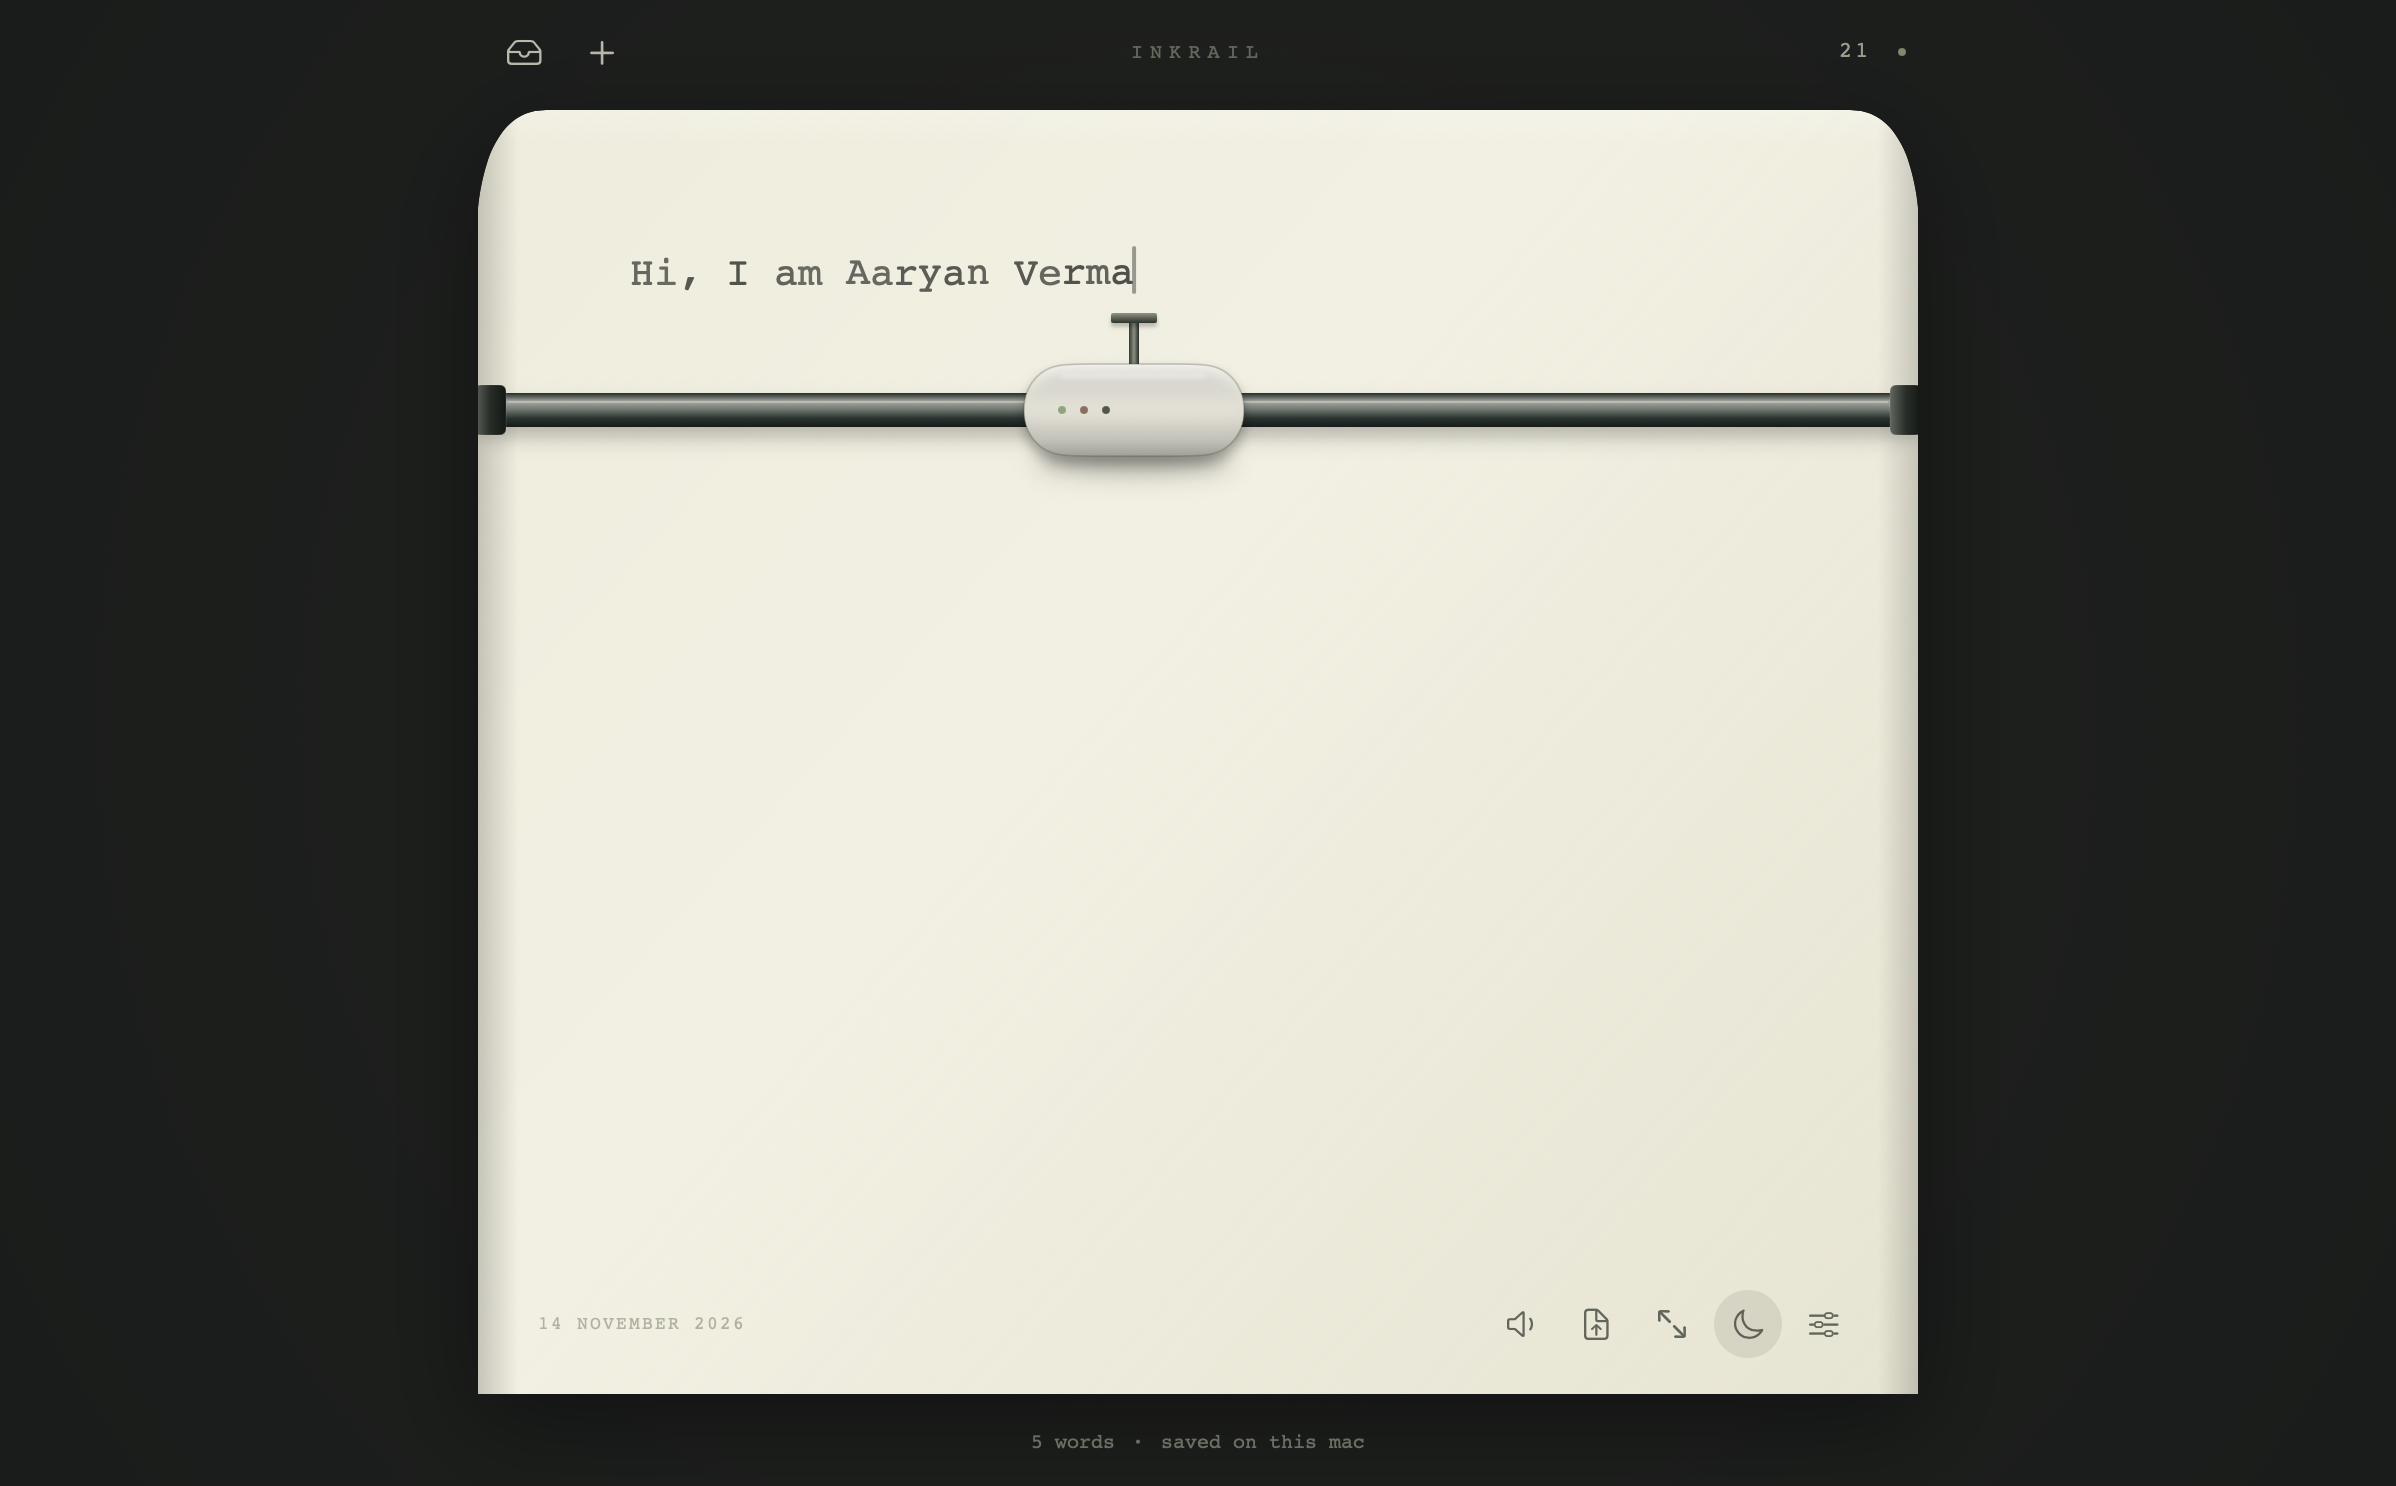 INKRAIL
21
Hi, I am Aaryan Verma
14 NOVEMBER 2026
5 words · saved on this mac